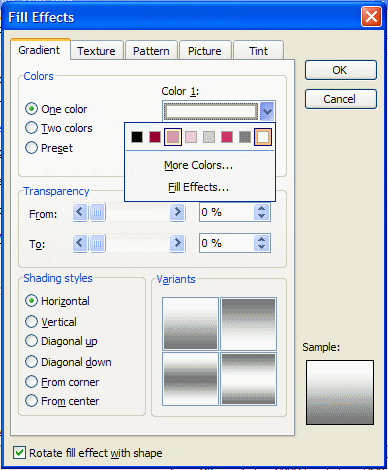 Fill Effects
Gradient Texture Pattern Picture Tint
OK
Cancel
Colors
Color 1:
One color
Two colors
Preset
More Colors...
Fill Effects...
Transparency
From: 0 %
To: 0 %
Shading styles
Variants
Horizontal
Vertical
Diagonal up
Diagonal down
From corner
From center
Sample:
Rotate fill effect with shape